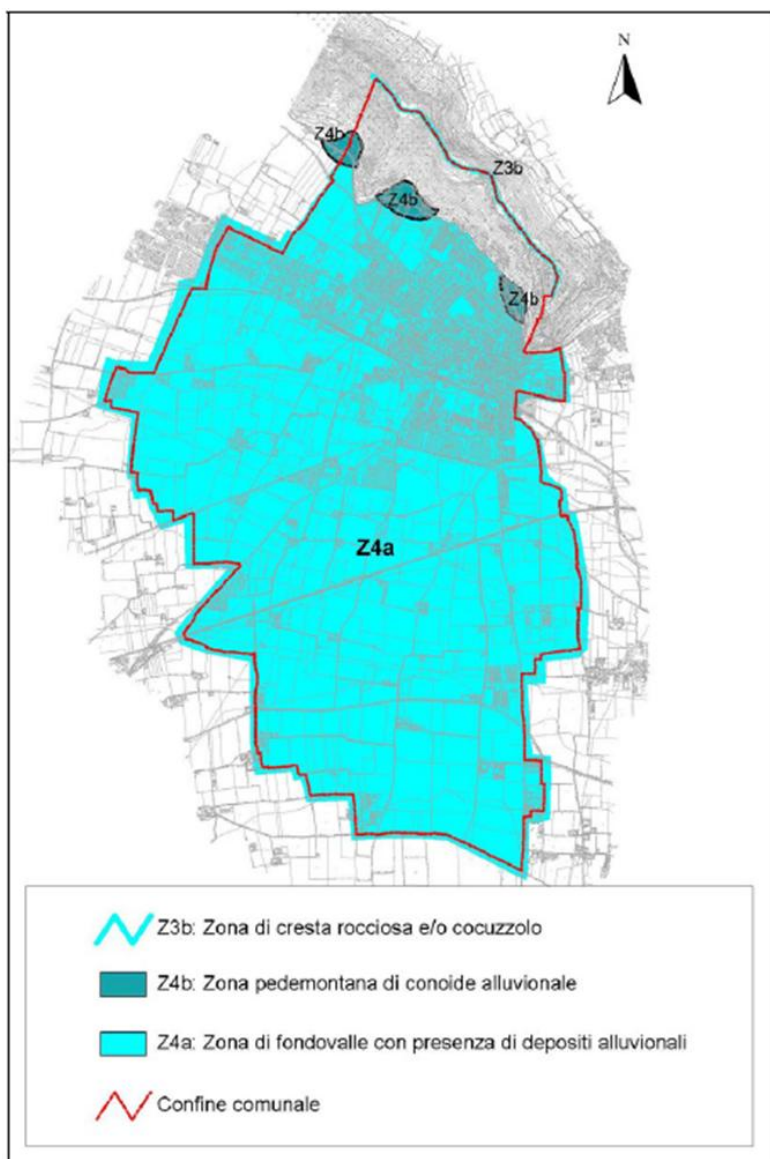 N
Z4b
Z3b
Z4b
Z4b
Z4a
Z3b: Zona di cresta rocciosa e/o cocuzzolo
Z4b: Zona pedemontana di conoide alluvionale
Z4a: Zona di fondovalle con presenza di depositi alluvionali
Confine comunale